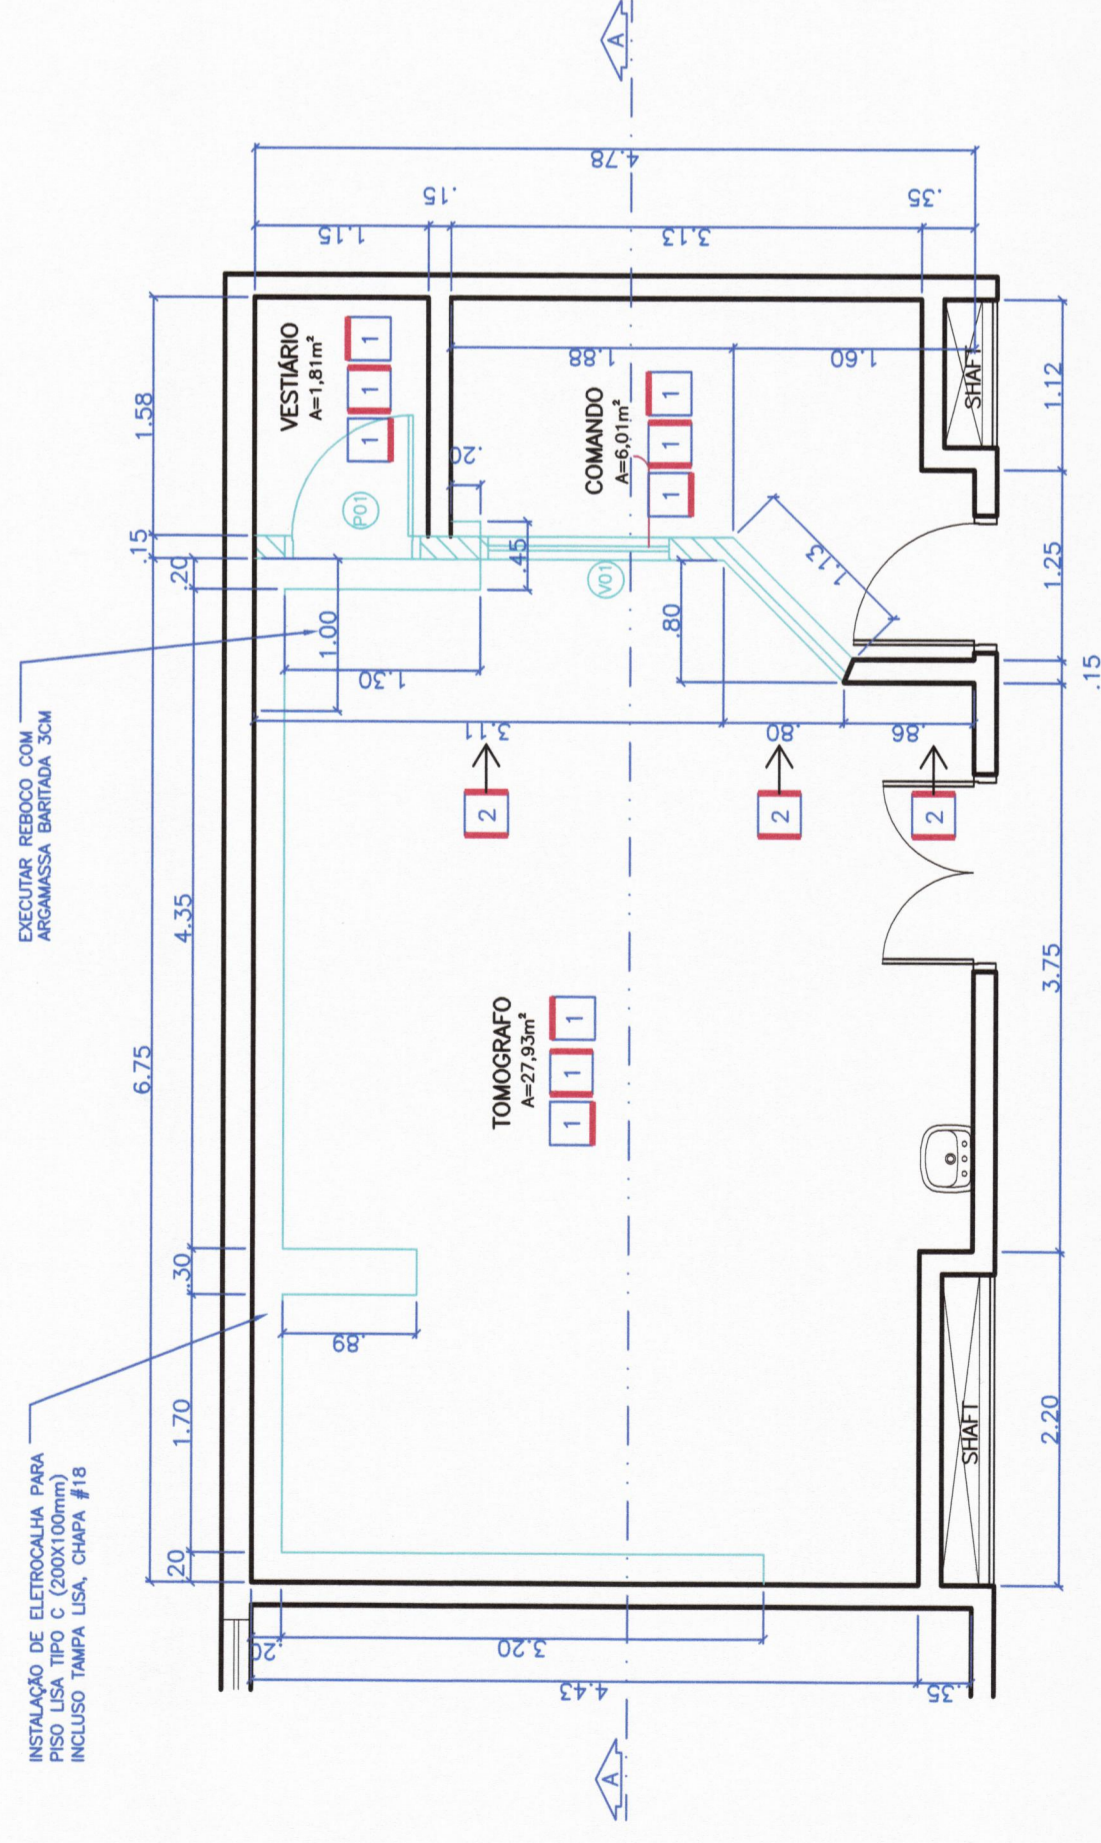 EXECUTAR REBOCO COM
ARGAMASSA BARITADA 3CM
INSTALAÇÃO DE ELETROCALHA PARA
PISO LISA TIPO C (200X100mm)
INCLUSO TAMPA LISA, CHAPA #18
6.75
.15
1.58
.20
1.70
.30
4.35
.20
.20
3.20
4.43
.35
.89
1.30
1.00
.45
.20
3.11
.80
.86
.80
1.13
1.88
1.60
1.15
.15
3.13
.35
4.78
2.20
3.75
.15
1.25
1.12
VESTIÁRIO
A=1,81m²
1 1 1
P01
COMANDO
A=6,01m²
1 1 1
V01
TOMOGRAFO
A=27,93m²
1 1 1
2
2
2
SHAFT
SHAFT
A
A